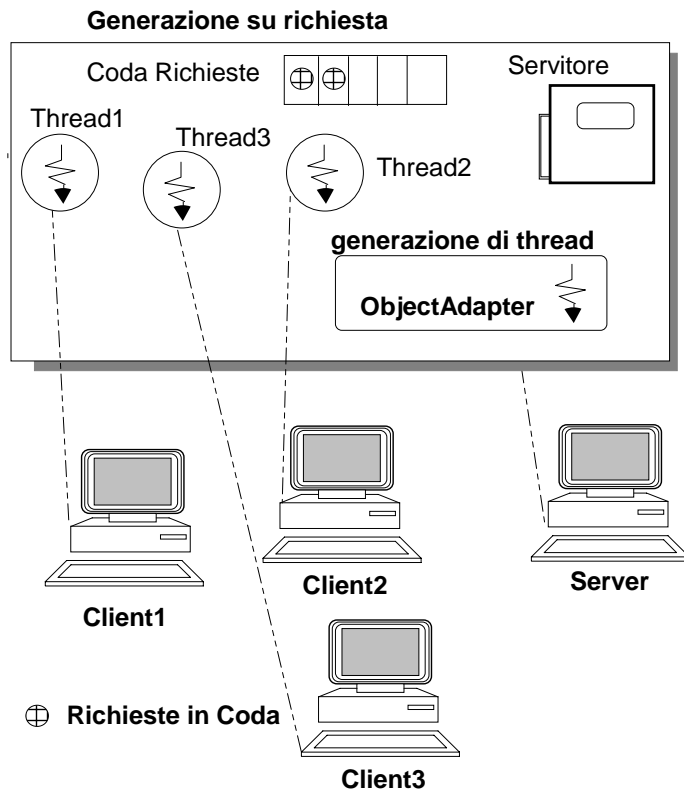 Generazione su richiesta
Coda Richieste
Servitore
Thread1
Thread3
Thread2
generazione di thread
ObjectAdapter
Client1
Client2
Server
Richieste in Coda
Client3